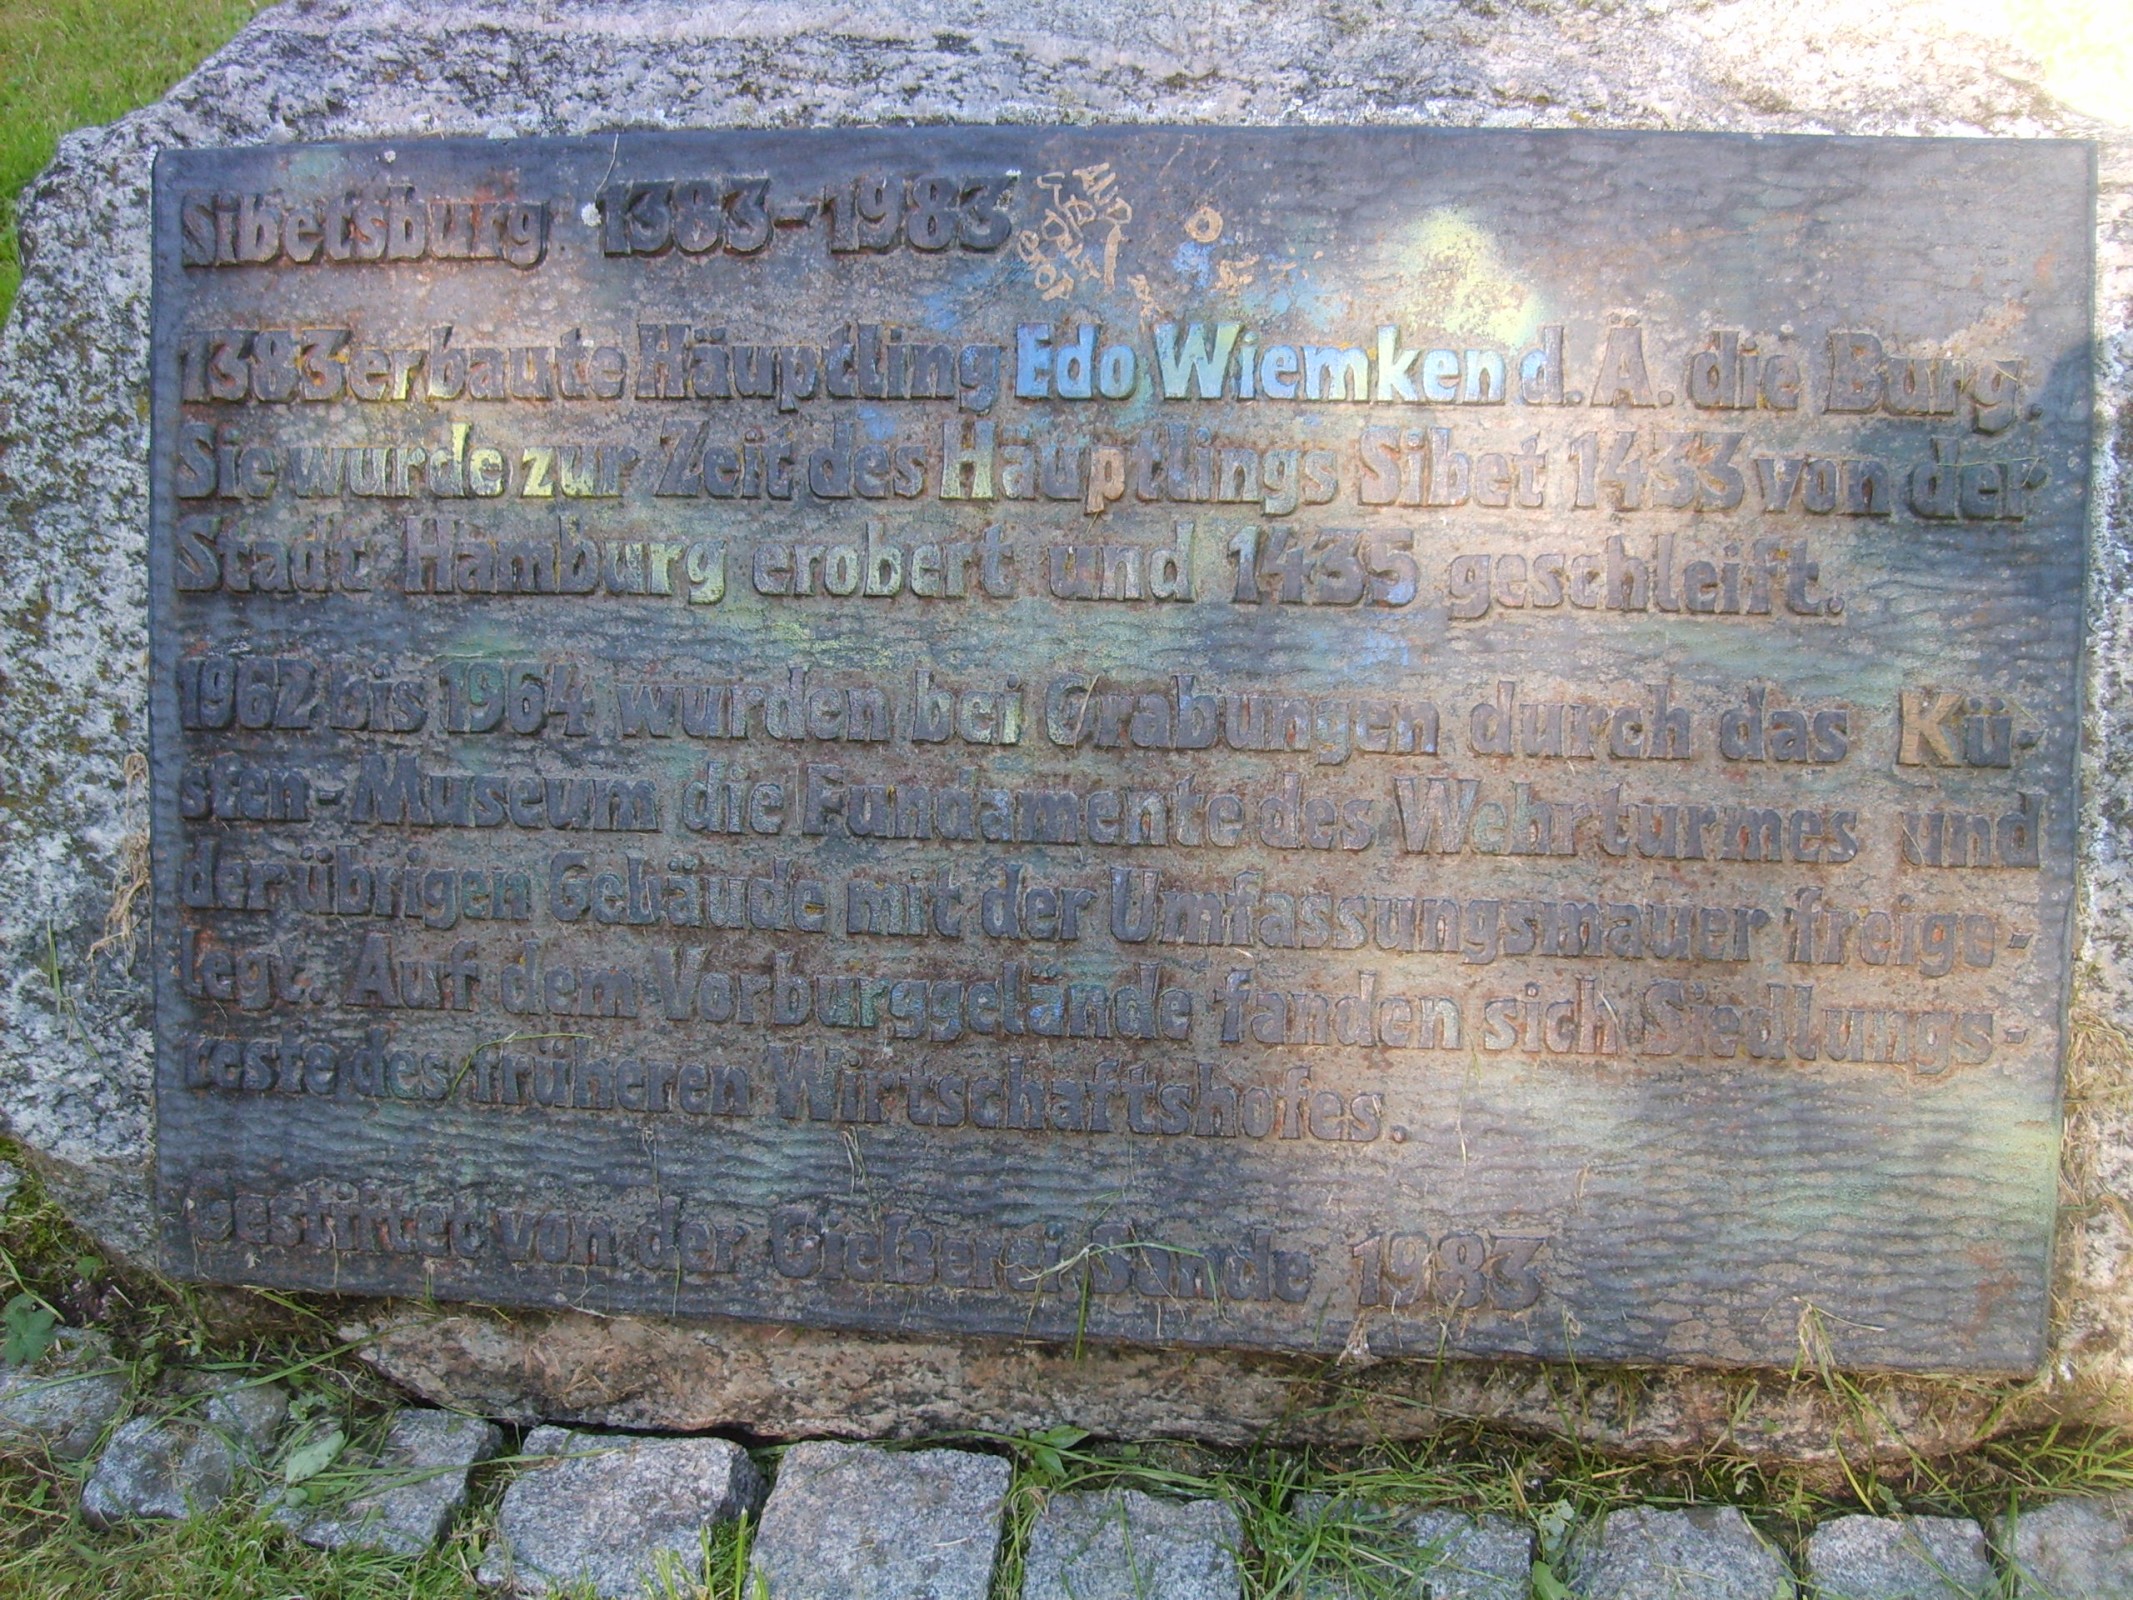 Sibetsburg 1383-1983
1383 erbaute Häuptling Edo Wiemken d. Ä. die Burg.
Sie wurde zur Zeit des Häuptlings Sibet 1433 von der
Stadt Hamburg erobert und 1435 geschleift.
1962 bis 1964 wurden bei Grabungen durch das Kü-
sten-Museum die Fundamente des Wehrturmes und
der übrigen Gebäude mit der Umfassungsmauer freige-
legt. Auf dem Vorburggelände fanden sich Siedlungs-
reste des früheren Wirtschaftshofes.
Gestiftet von der Gießerei Sande 1983